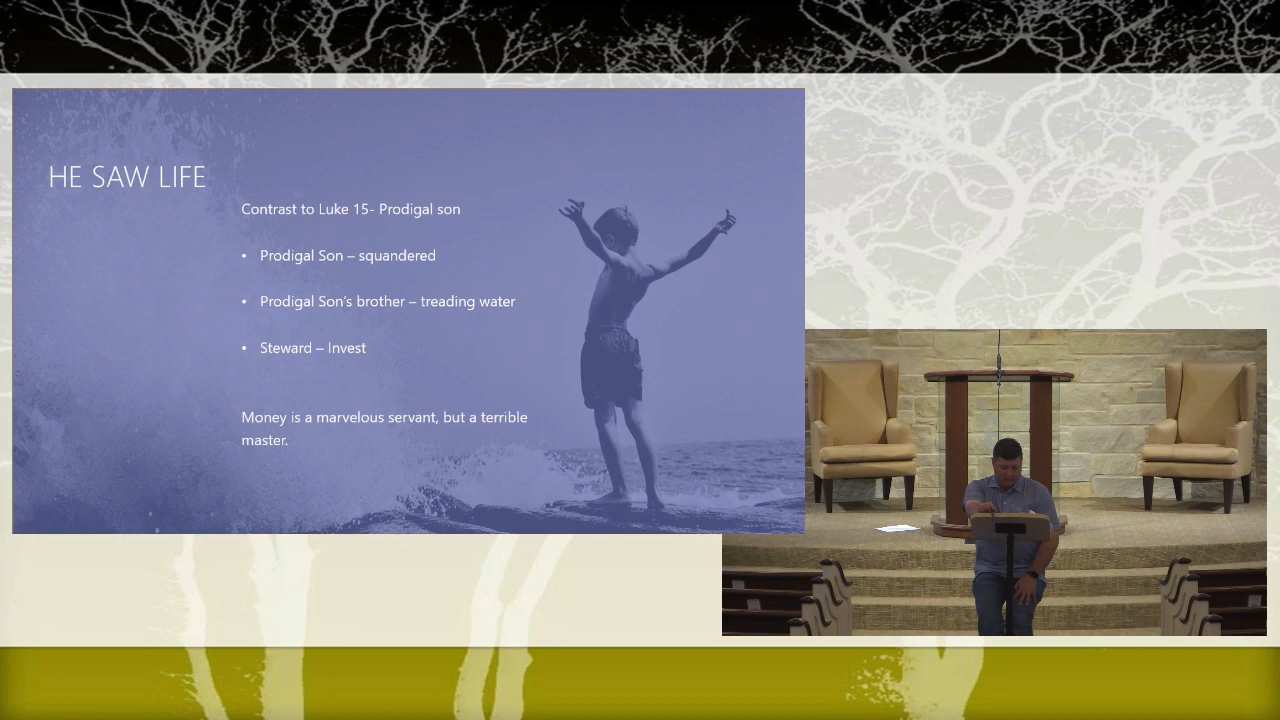 HE SAW LIFE
Contrast to Luke 15- Prodigal son
• Prodigal Son – squandered
• Prodigal Son's brother – treading water
• Steward – Invest
Money is a marvelous servant, but a terrible
master.